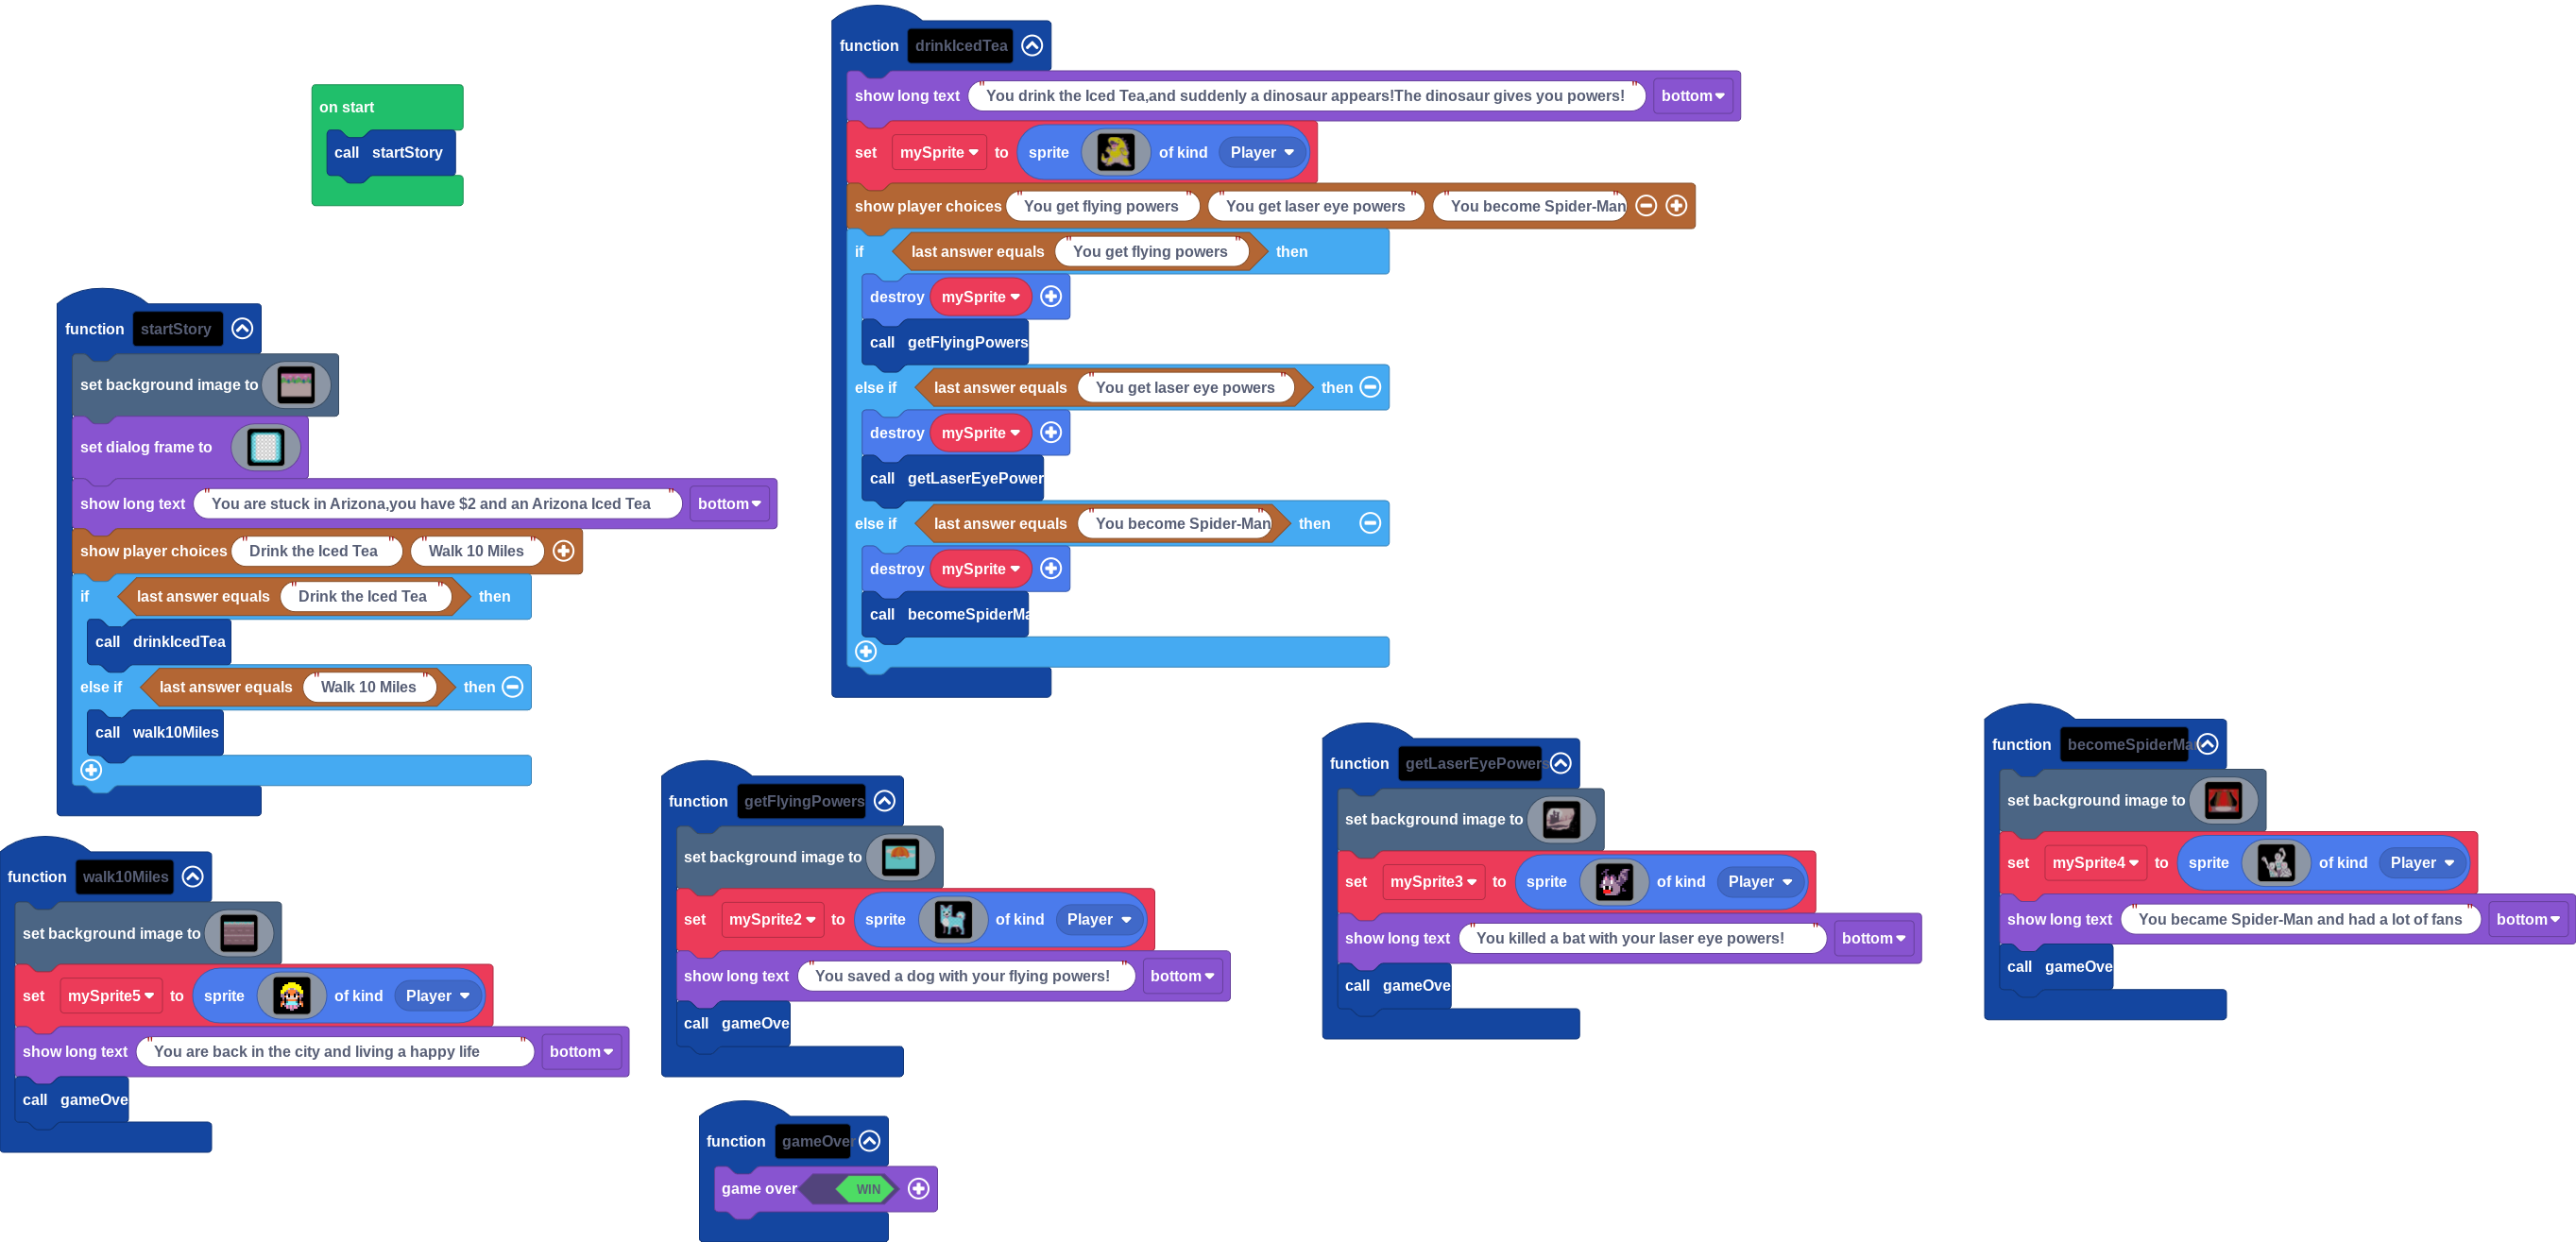 on start
call startStory
function startStory
set background image to
set dialog frame to
show long text "You are stuck in Arizona,you have $2 and an Arizona Iced Tea" bottom
show player choices "Drink the Iced Tea" "Walk 10 Miles"
if last answer equals "Drink the Iced Tea" then
call drinkIcedTea
else if last answer equals "Walk 10 Miles" then
call walk10Miles
function drinkIcedTea
show long text "You drink the Iced Tea,and suddenly a dinosaur appears!The dinosaur gives you powers!" bottom
set mySprite to sprite of kind Player
show player choices "You get flying powers" "You get laser eye powers" "You become Spider-Man"
if last answer equals "You get flying powers" then
destroy mySprite
call getFlyingPowers
else if last answer equals "You get laser eye powers" then
destroy mySprite
call getLaserEyePower
else if last answer equals "You become Spider-Man" then
destroy mySprite
call becomeSpiderMa
function walk10Miles
set background image to
set mySprite5 to sprite of kind Player
show long text "You are back in the city and living a happy life" bottom
call gameOve
function getFlyingPowers
set background image to
set mySprite2 to sprite of kind Player
show long text "You saved a dog with your flying powers!" bottom
call gameOve
function gameOver
game over WIN
function getLaserEyePowers
set background image to
set mySprite3 to sprite of kind Player
show long text "You killed a bat with your laser eye powers!" bottom
call gameOve
function becomeSpiderMa
set background image to
set mySprite4 to sprite of kind Player
show long text "You became Spider-Man and had a lot of fans" bottom
call gameOve